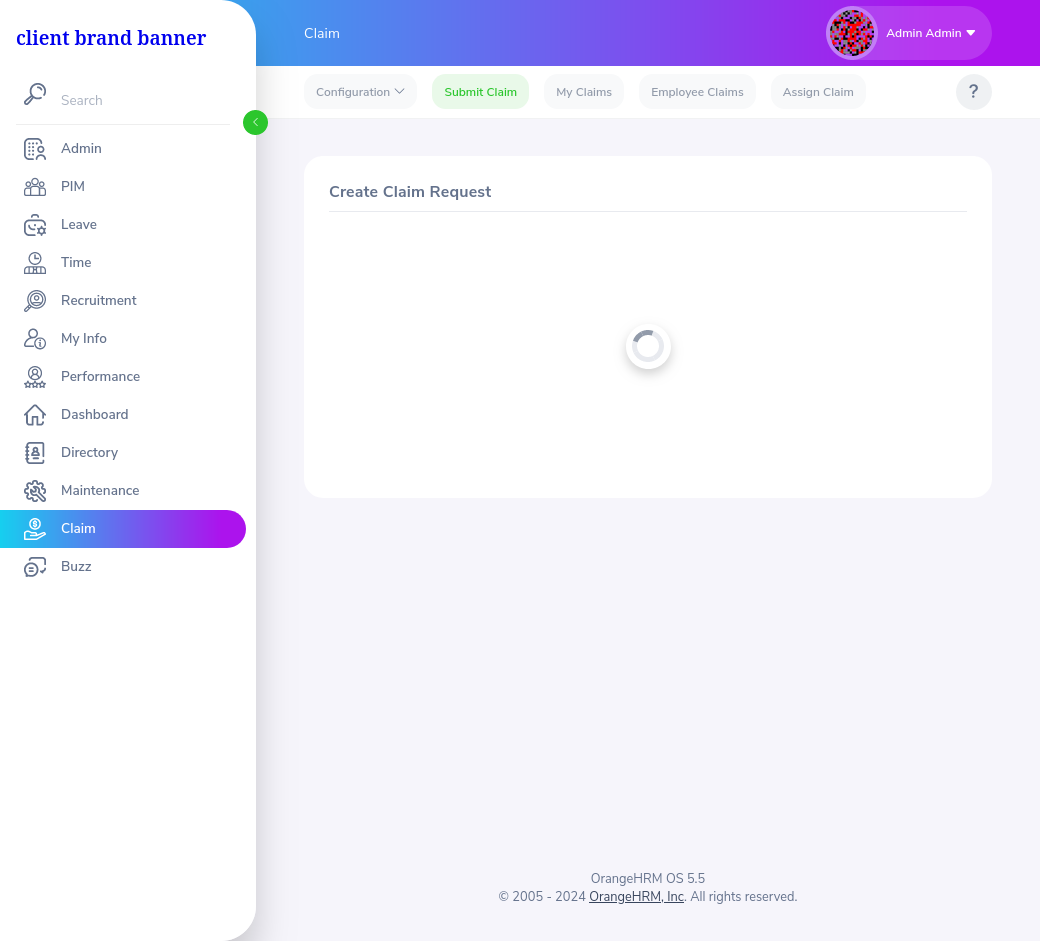 client brand banner
Search
Admin
PIM
Leave
Time
Recruitment
My Info
Performance
Dashboard
Directory
Maintenance
Claim
Buzz
Claim
Admin Admin
Configuration
Submit Claim
My Claims
Employee Claims
Assign Claim
?
Create Claim Request
OrangeHRM OS 5.5
© 2005 - 2024 OrangeHRM, Inc. All rights reserved.